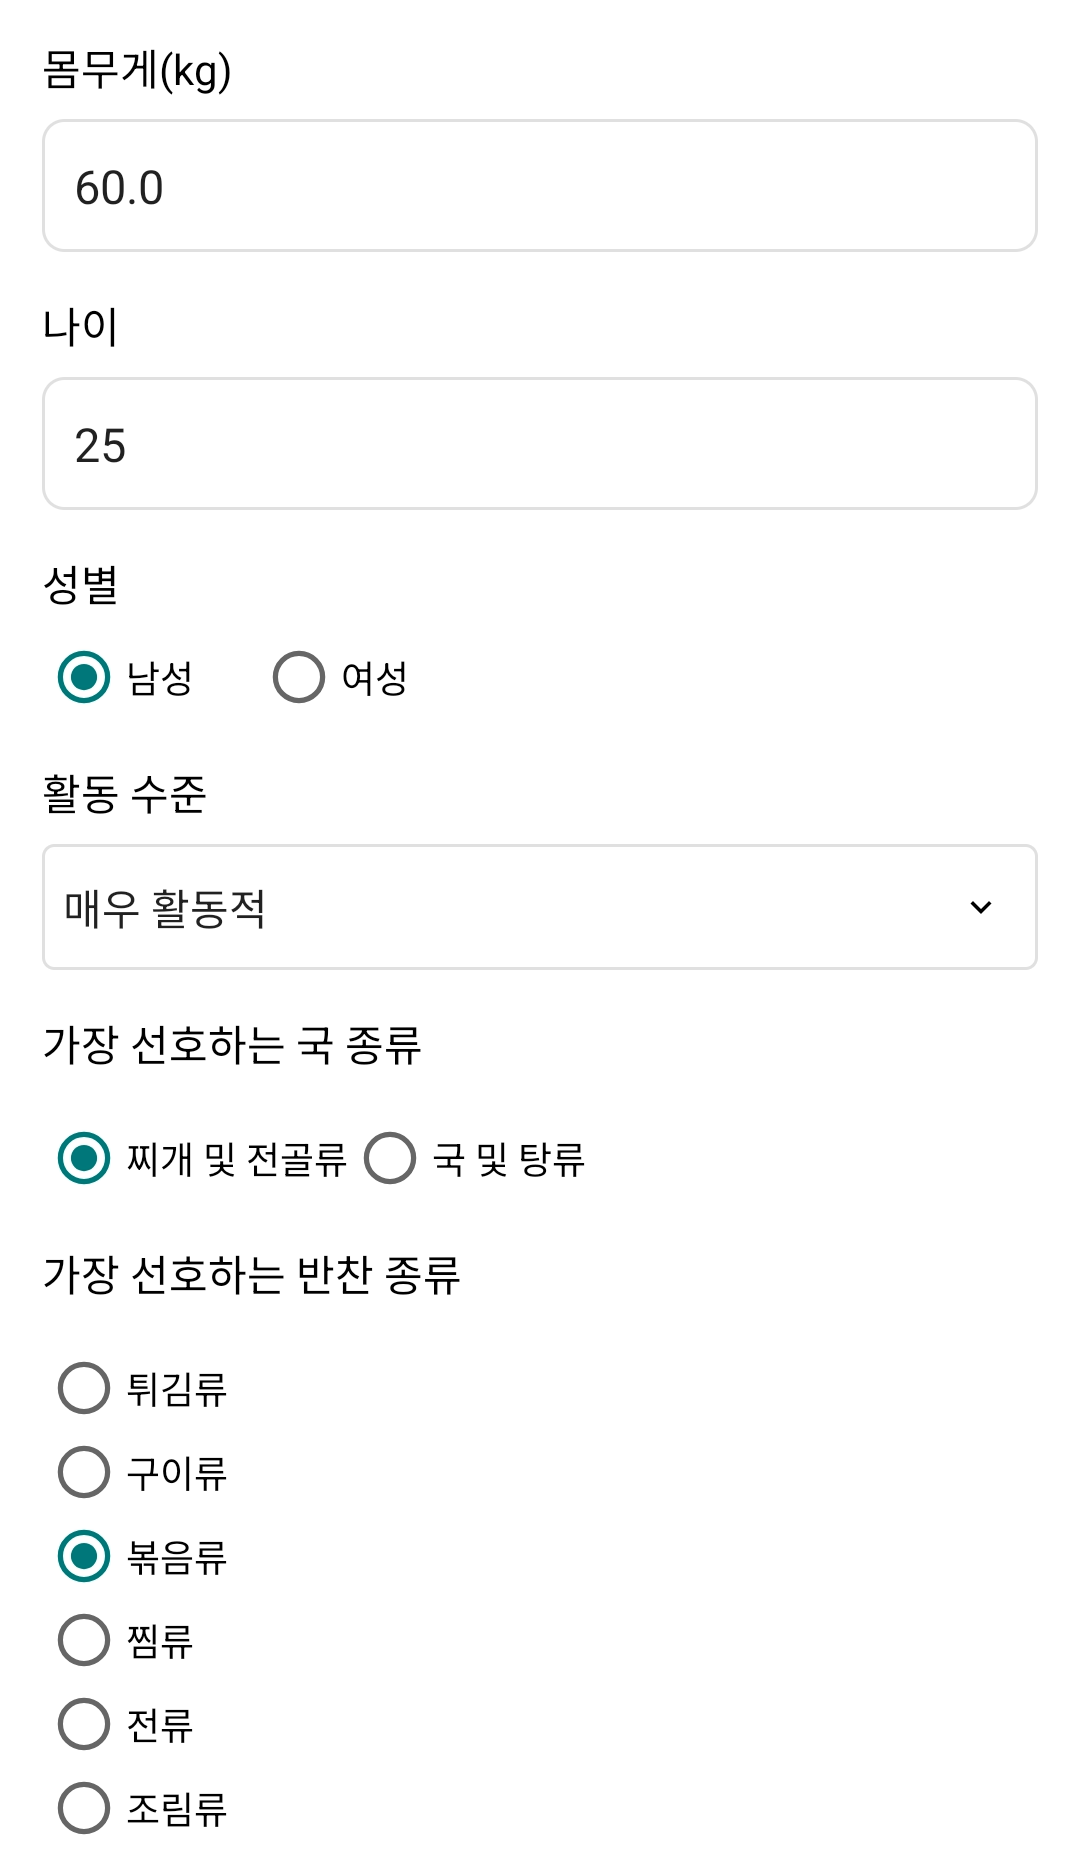 몸무게(kg)
60.0
나이
25
성별
남성 여성
활동 수준
매우 활동적
가장 선호하는 국 종류
찌개 및 전골류 국 및 탕류
가장 선호하는 반찬 종류
튀김류
구이류
볶음류
찜류
전류
조림류